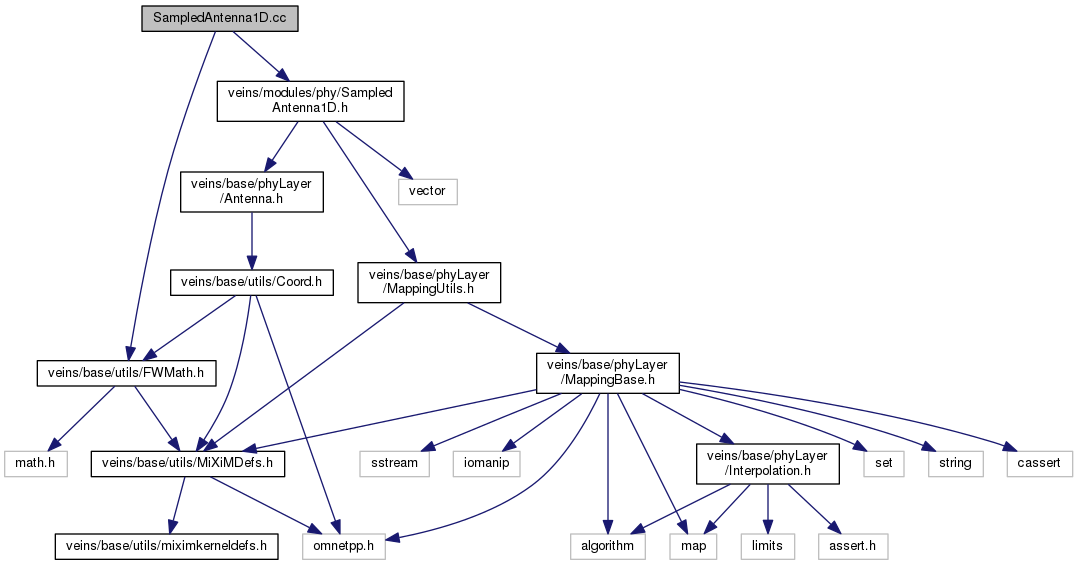 SampledAntenna1D.cc
veins/modules/phy/Sampled
Antenna1D.h
veins/base/phyLayer
/Antenna.h
vector
veins/base/utils/Coord.h
veins/base/phyLayer
/MappingUtils.h
veins/base/utils/FWMath.h
veins/base/phyLayer
/MappingBase.h
math.h
veins/base/utils/MiXiMDefs.h
sstream
iomanip
veins/base/phyLayer
/Interpolation.h
set
string
cassert
veins/base/utils/miximkerneldefs.h
omnetpp.h
algorithm
map
limits
assert.h